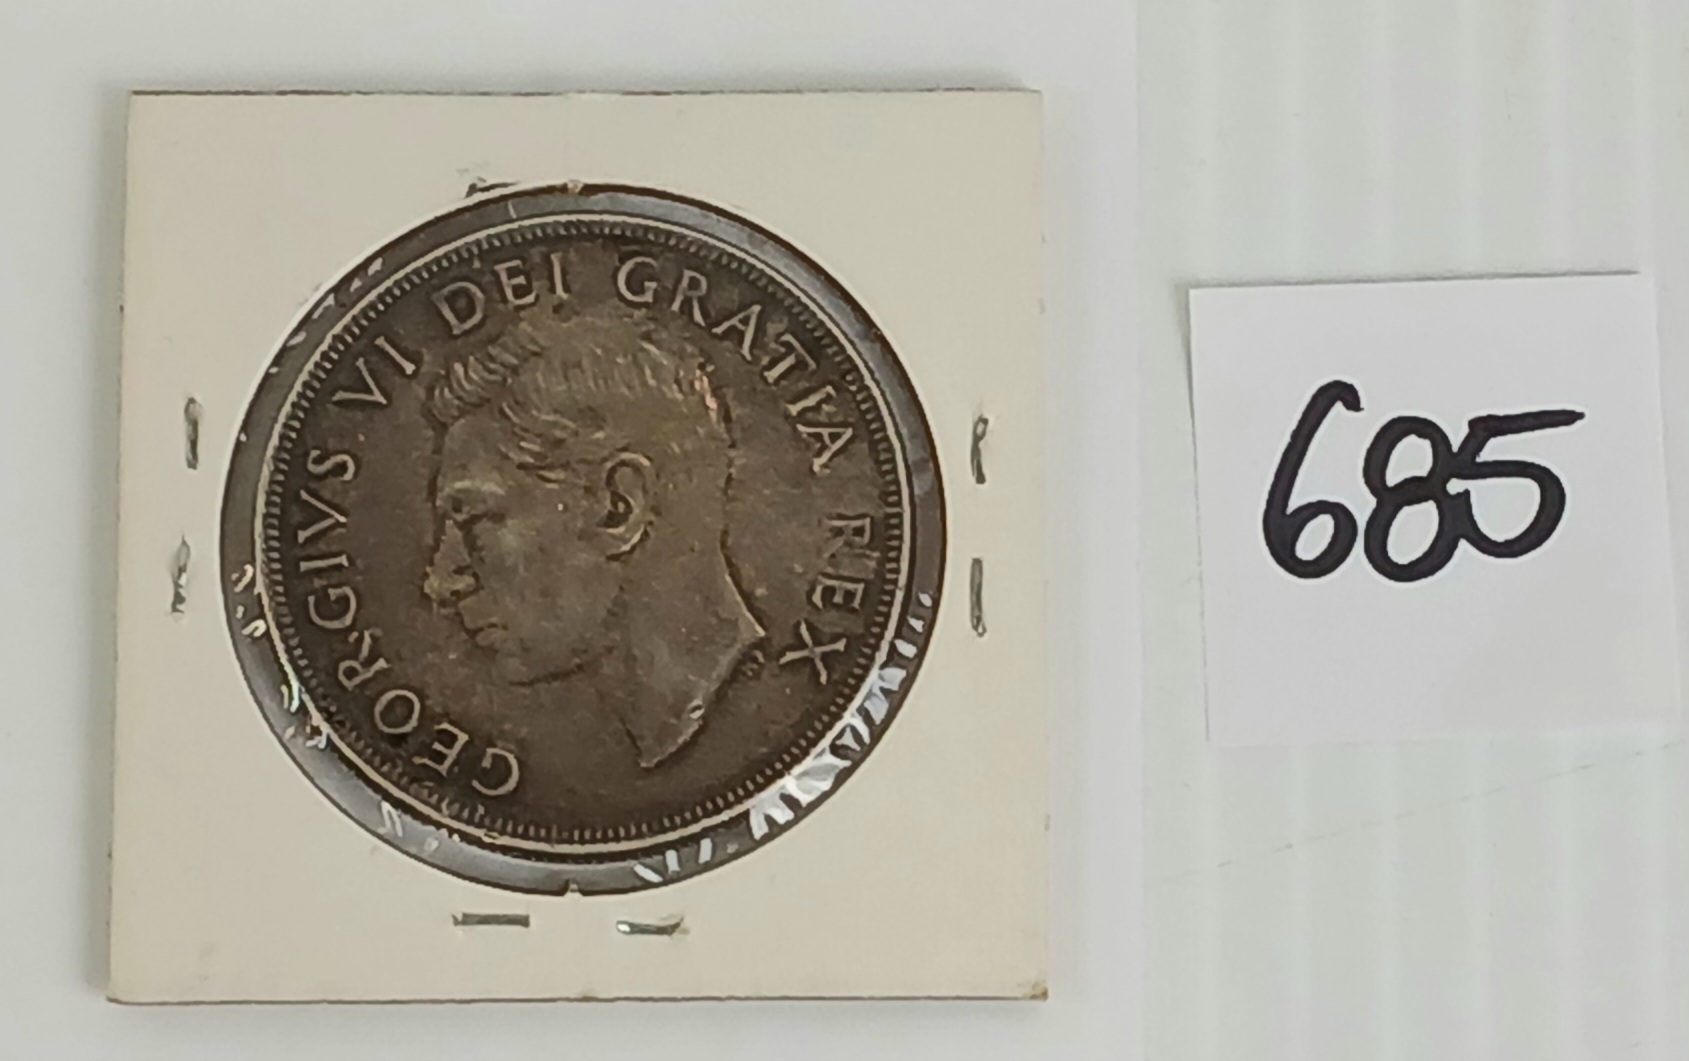 GEORGIVS VI DEI GRATIA REX
685